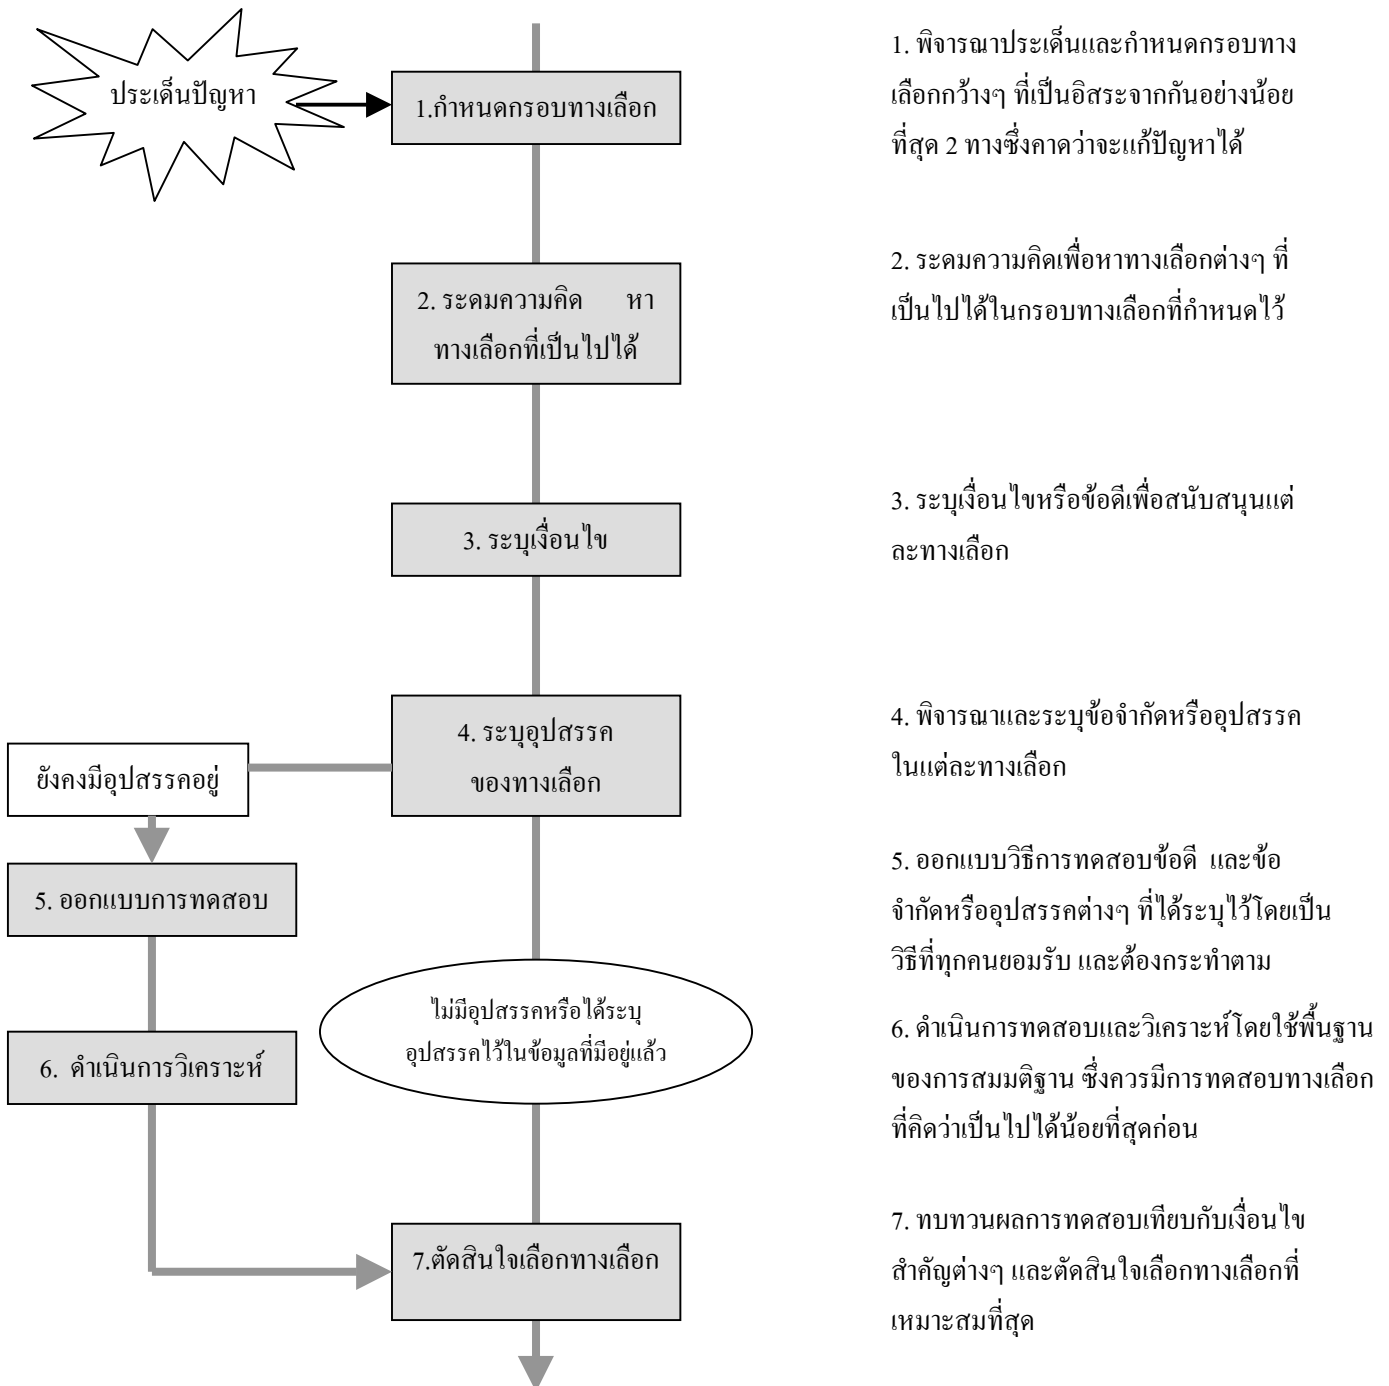 ประเด็นปัญหา
1.กำหนดกรอบทางเลือก
1. พิจารณาประเด็นและกำหนดกรอบทาง
เลือกกว้างๆ ที่เป็นอิสระจากกันอย่างน้อย
ที่สุด 2 ทางซึ่งคาดว่าจะแก้ปัญหาได้
2. ระดมความคิด หา
ทางเลือกที่เป็นไปได้
2. ระดมความคิดเพื่อหาทางเลือกต่างๆ ที่
เป็นไปได้ในกรอบทางเลือกที่กำหนดไว้
3. ระบุเงื่อนไข
3. ระบุเงื่อนไขหรือข้อดีเพื่อสนับสนุนแต่
ละทางเลือก
4. ระบุอุปสรรค
ของทางเลือก
4. พิจารณาและระบุข้อจำกัดหรืออุปสรรค
ในแต่ละทางเลือก
ยังคงมีอุปสรรคอยู่
5. ออกแบบการทดสอบ
5. ออกแบบวิธีการทดสอบข้อดี และข้อ
จำกัดหรืออุปสรรคต่างๆ ที่ได้ระบุไว้โดยเป็น
วิธีที่ทุกคนยอมรับ และต้องกระทำตาม
ไม่มีอุปสรรคหรือได้ระบุ
อุปสรรคไว้ในข้อมูลที่มีอยู่แล้ว
6. ดำเนินการวิเคราะห์
6. ดำเนินการทดสอบและวิเคราะห์โดยใช้พื้นฐาน
ของการสมมติฐาน ซึ่งควรมีการทดสอบทางเลือก
ที่คิดว่าเป็นไปได้น้อยที่สุดก่อน
7.ตัดสินใจเลือกทางเลือก
7. ทบทวนผลการทดสอบเทียบกับเงื่อนไข
สำคัญต่างๆ และตัดสินใจเลือกทางเลือกที่
เหมาะสมที่สุด